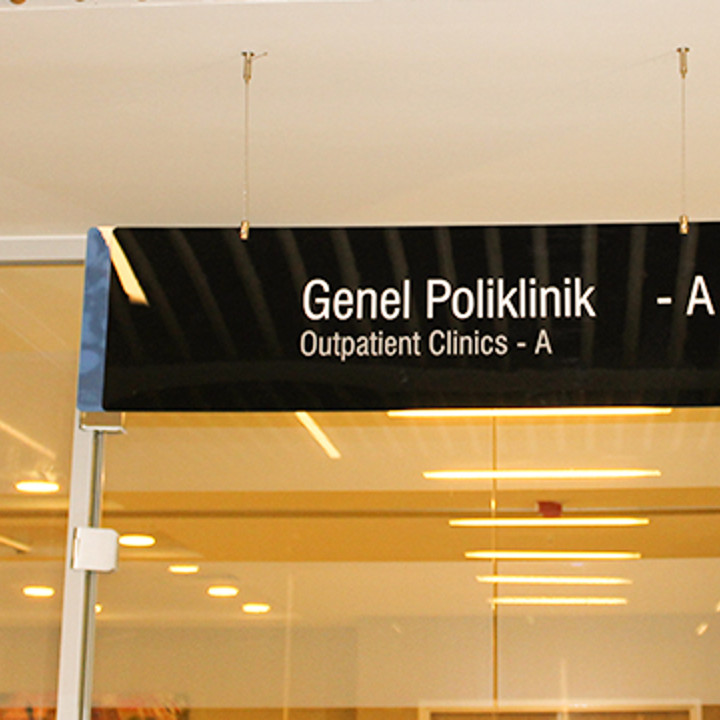 Genel Poliklinik - A
Outpatient Clinics - A